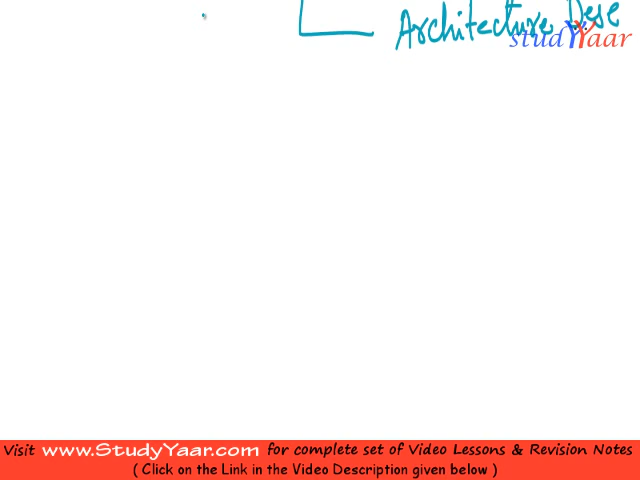 Architecture Dese
studYYaar
Visit www.StudyYaar.com for complete set of Video Lessons & Revision Notes
( Click on the Link in the Video Description given below )